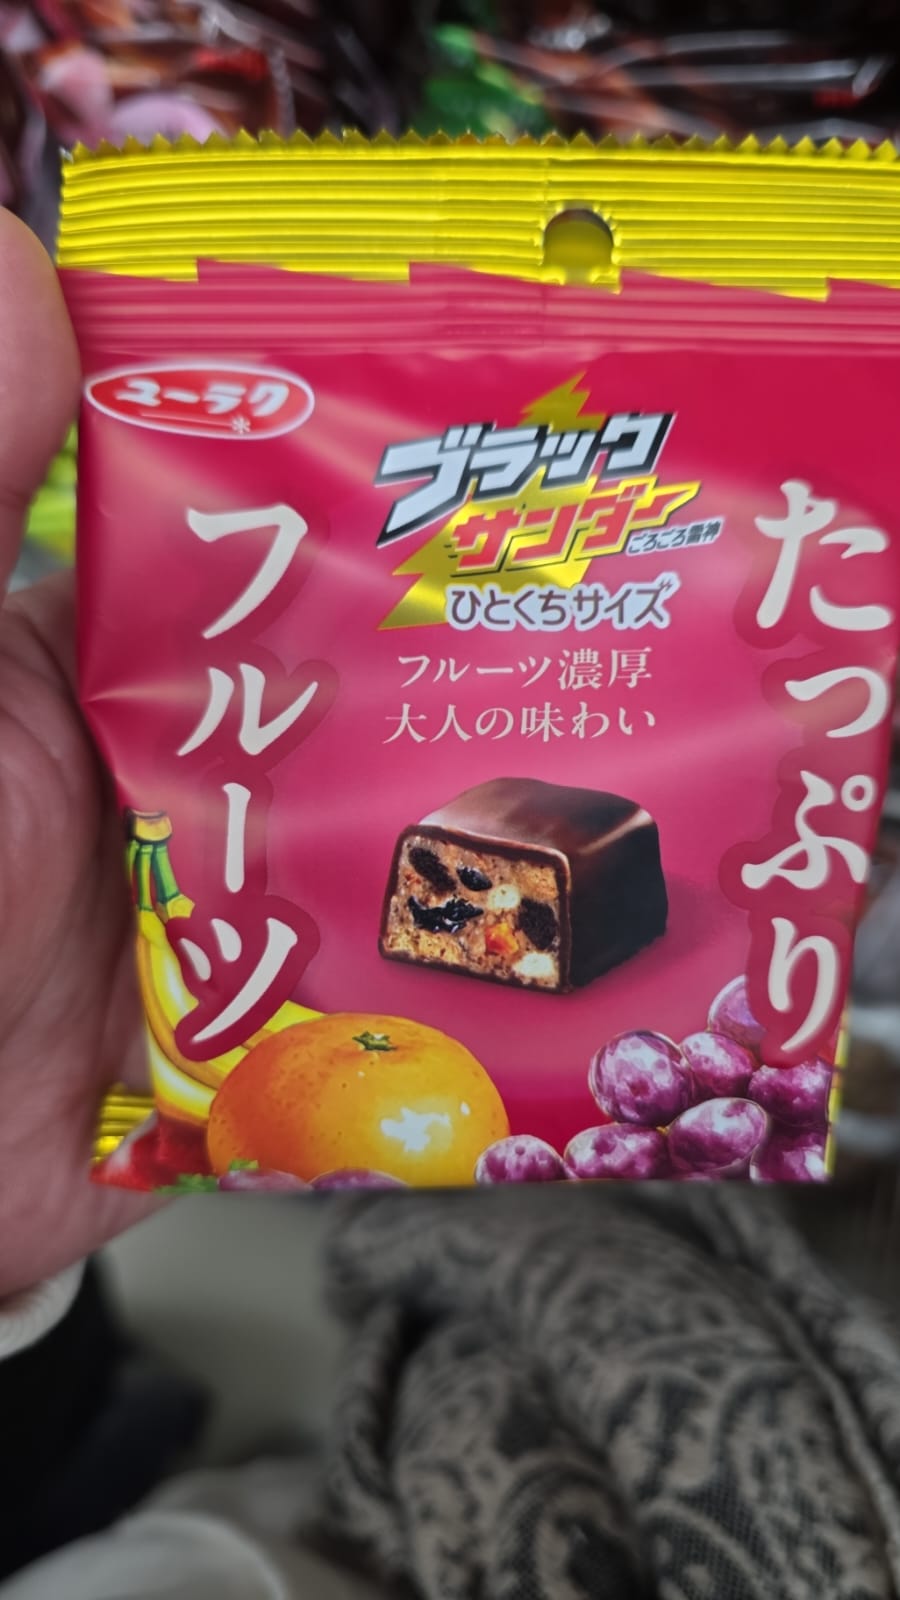 ユーラク
ブラック
サンダー
ごろごろ雷神
ひとくちサイズ
フルーツ濃厚
大人の味わい
たっぷり
フルーツ